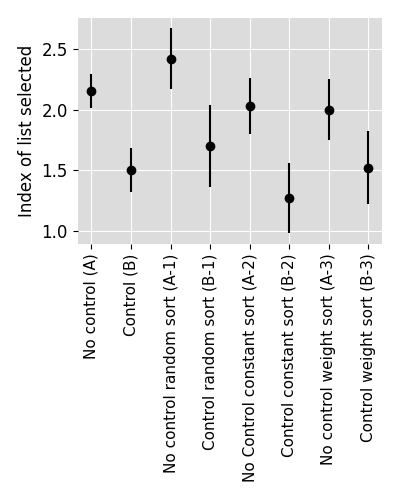 Index of list selected
2.5
2.0
1.5
1.0
No control (A)
Control (B)
No control random sort (A-1)
Control random sort (B-1)
No Control constant sort (A-2)
Control constant sort (B-2)
No control weight sort (A-3)
Control weight sort (B-3)